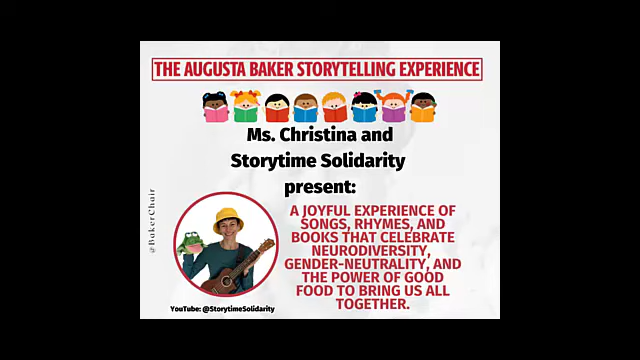 THE AUGUSTA BAKER STORYTELLING EXPERIENCE
Ms. Christina and
Storytime Solidarity
present:
@BakerChair
A JOYFUL EXPERIENCE OF
SONGS, RHYMES, AND
BOOKS THAT CELEBRATE
NEURODIVERSITY,
GENDER-NEUTRALITY, AND
THE POWER OF GOOD
FOOD TO BRING US ALL
TOGETHER.
YouTube: @StorytimeSolidarity